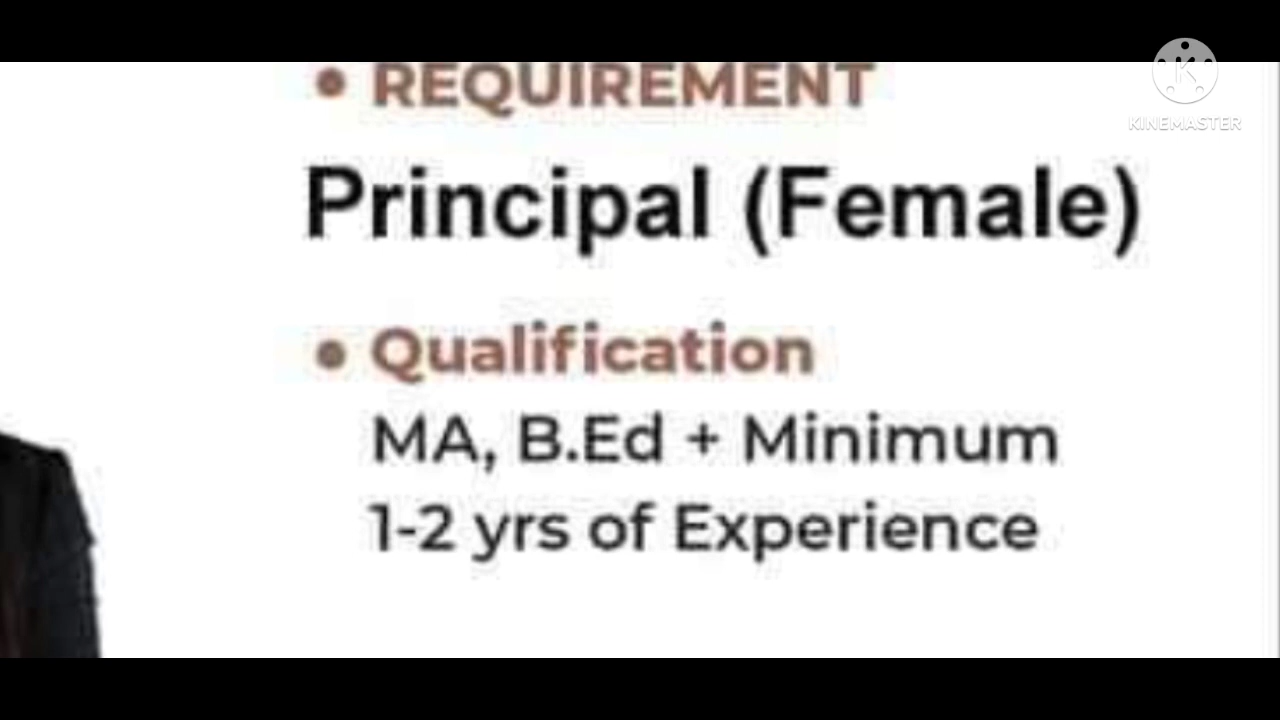 • REQUIREMENT
Principal (Female)
• Qualification
MA, B.Ed + Minimum
1-2 yrs of Experience
K
KINEMASTER